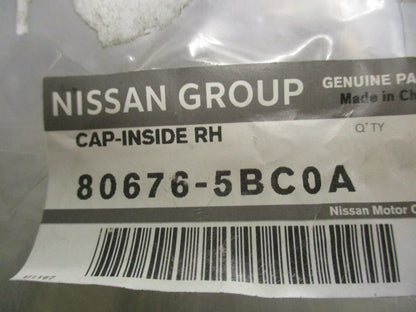 NISSAN GROUP
GENUINE PA
Made in Ch
CAP-INSIDE RH
Q'TY
80676-5BC0A
Nissan Motor